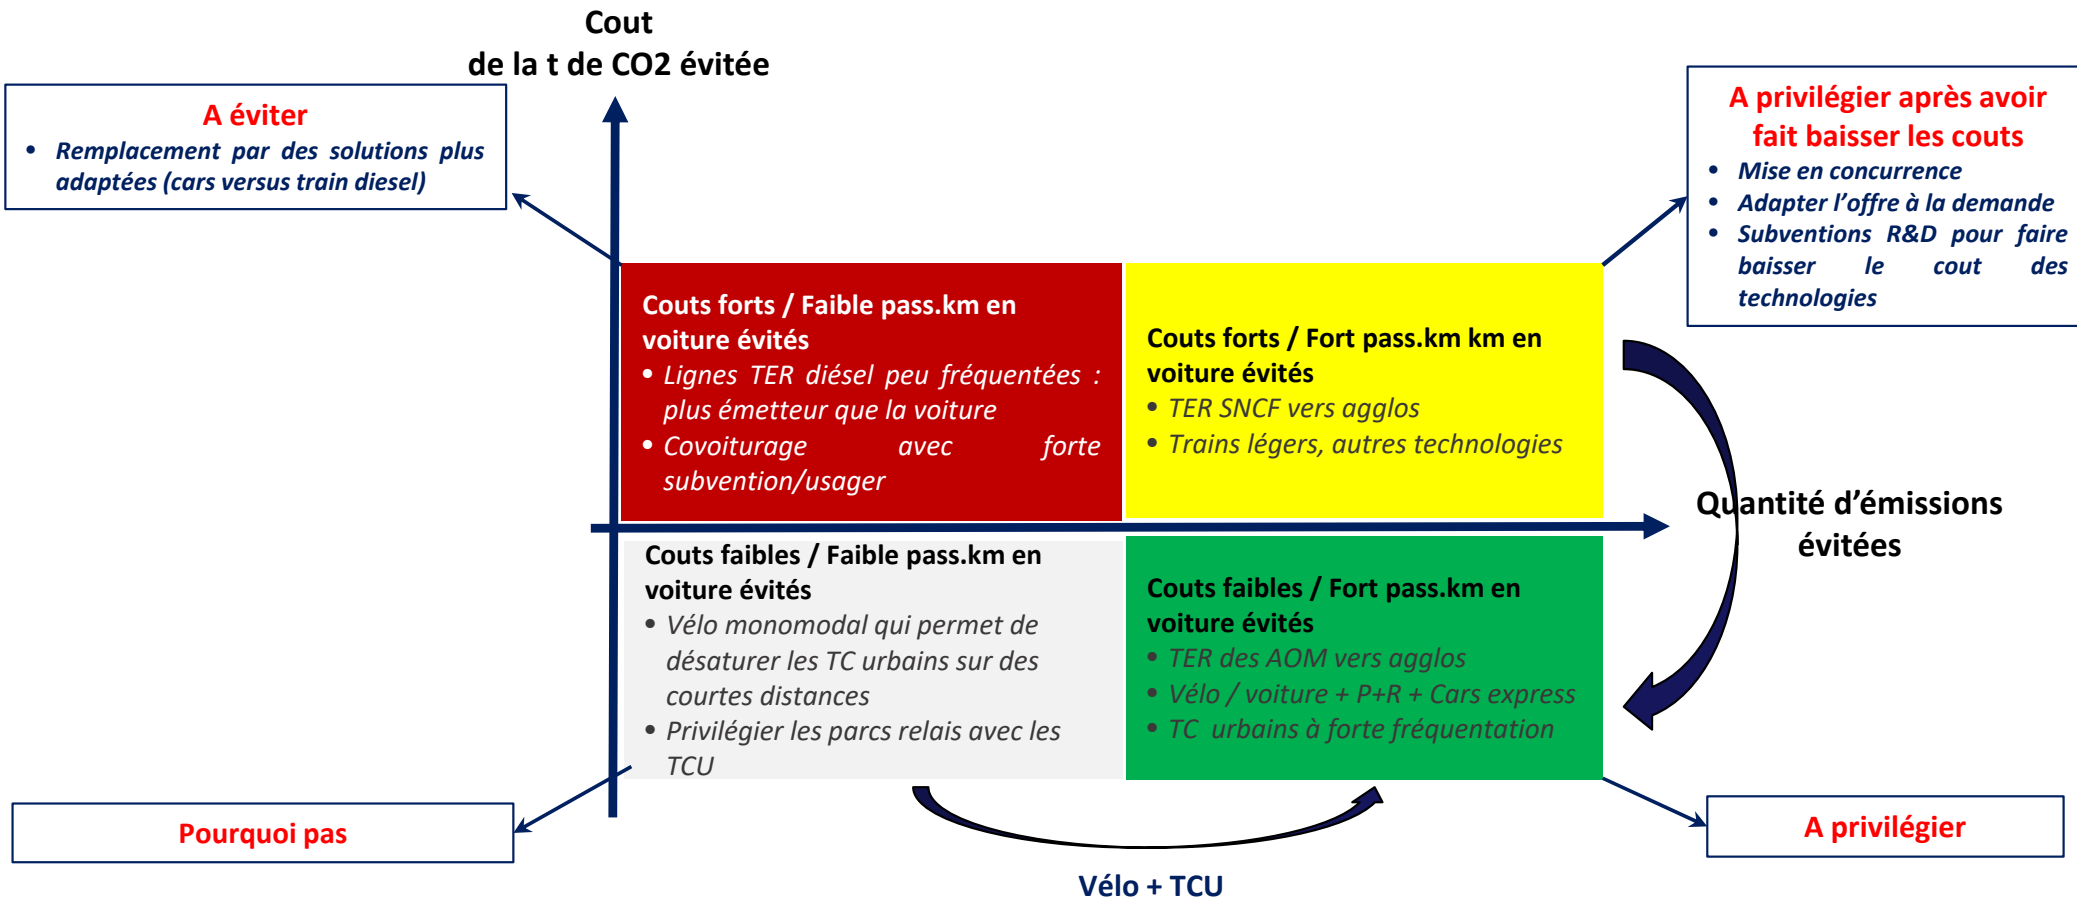 Cout
de la t de CO2 évitée
A éviter
• Remplacement par des solutions plus
adaptées (cars versus train diesel)
A privilégier après avoir
fait baisser les couts
• Mise en concurrence
• Adapter l’offre à la demande
• Subventions R&D pour faire
baisser le cout des
technologies
Couts forts / Faible pass.km en
voiture évités
• Lignes TER diésel peu fréquentées :
plus émetteur que la voiture
• Covoiturage avec forte
subvention/usager
Couts forts / Fort pass.km km en
voiture évités
• TER SNCF vers agglos
• Trains légers, autres technologies
Quantité d’émissions
évitées
Couts faibles / Faible pass.km en
voiture évités
• Vélo monomodal qui permet de
désaturer les TC urbains sur des
courtes distances
• Privilégier les parcs relais avec les
TCU
Couts faibles / Fort pass.km en
voiture évités
• TER des AOM vers agglos
• Vélo / voiture + P+R + Cars express
• TC urbains à forte fréquentation
Pourquoi pas
A privilégier
Vélo + TCU